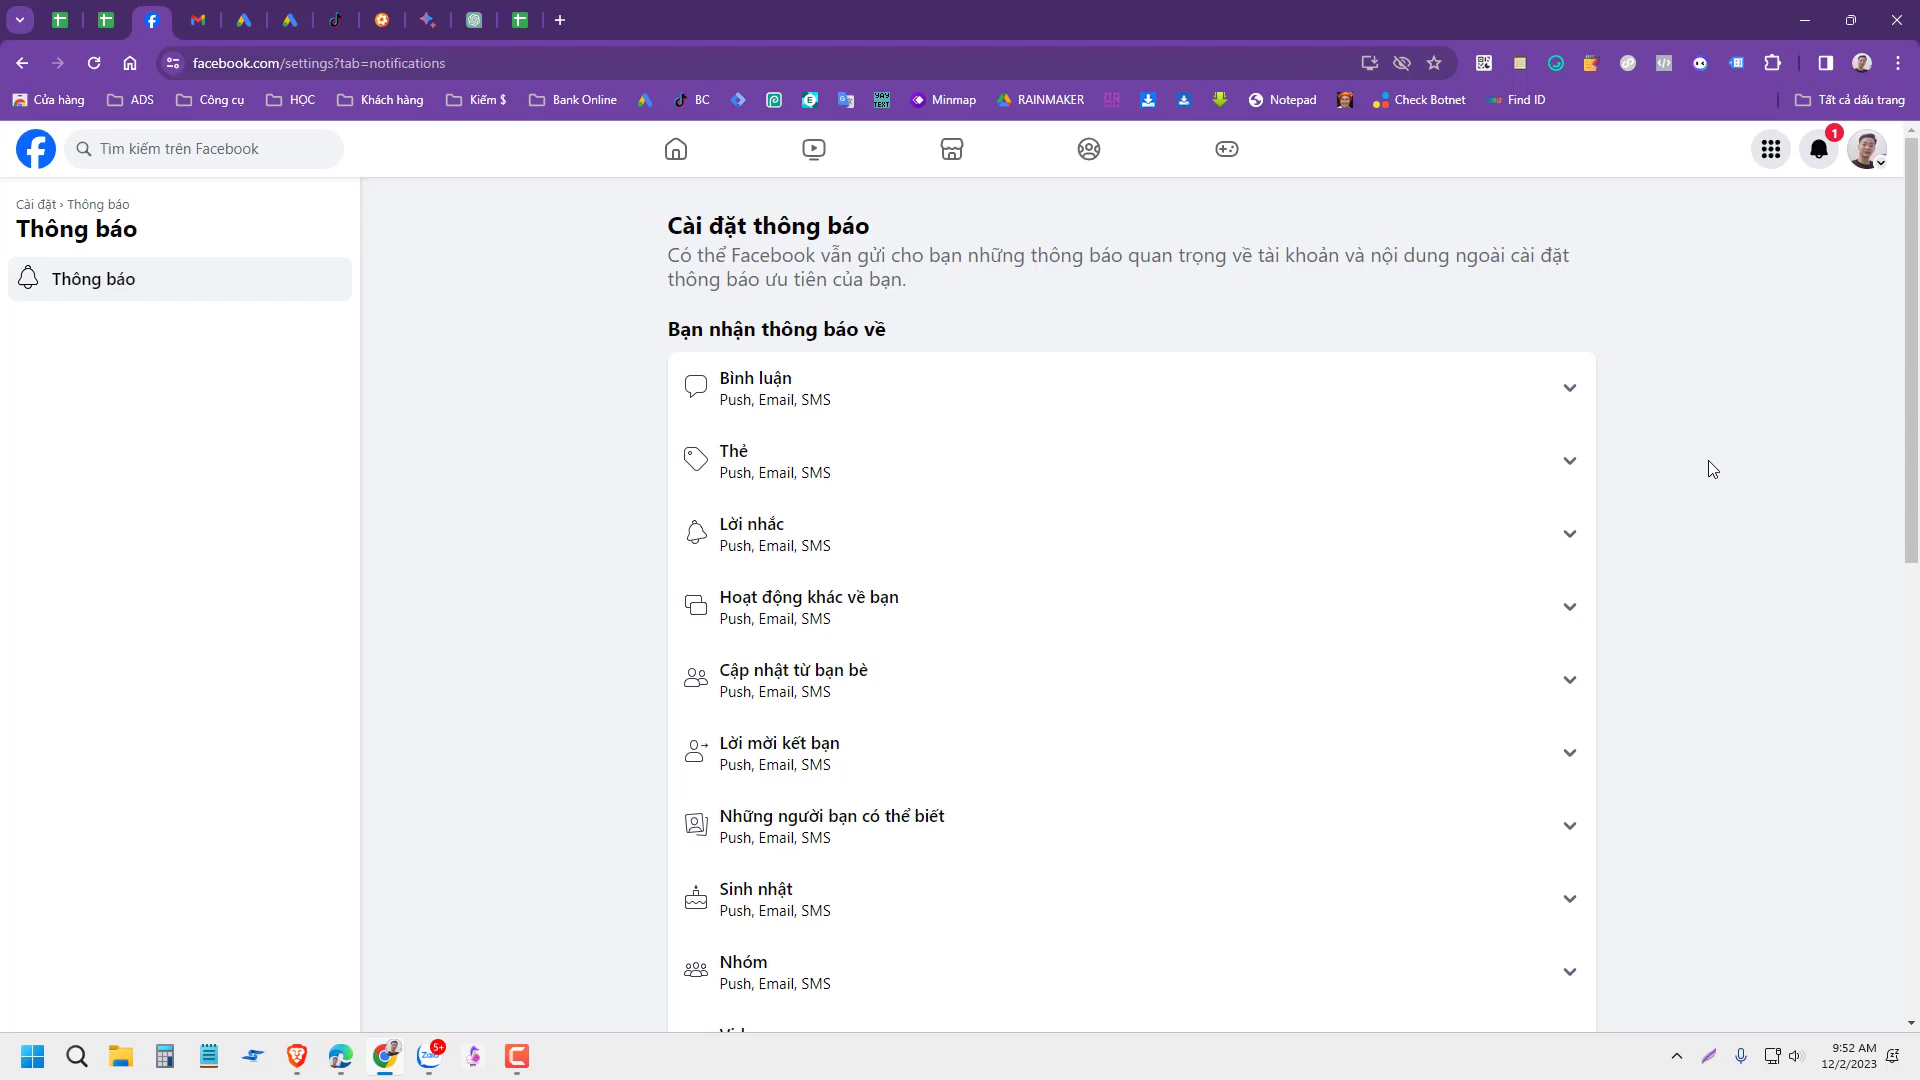 facebook.com/settings?tab=notifications
Cửa hàng
ADS
Công cụ
HỌC
Khách hàng
Kiếm $
Bank Online
BC
YAY TEXT
Minmap
RAINMAKER
Notepad
Check Botnet
Find ID
Tất cả dấu trang
Tìm kiếm trên Facebook
1
Cài đặt › Thông báo
Thông báo
Thông báo
Cài đặt thông báo
Có thể Facebook vẫn gửi cho bạn những thông báo quan trọng về tài khoản và nội dung ngoài cài đặt
thông báo ưu tiên của bạn.
Bạn nhận thông báo về
Bình luận
Push, Email, SMS
Thẻ
Push, Email, SMS
Lời nhắc
Push, Email, SMS
Hoạt động khác về bạn
Push, Email, SMS
Cập nhật từ bạn bè
Push, Email, SMS
Lời mời kết bạn
Push, Email, SMS
Những người bạn có thể biết
Push, Email, SMS
Sinh nhật
Push, Email, SMS
Nhóm
Push, Email, SMS
Zalo
5+
9:52 AM
12/2/2023